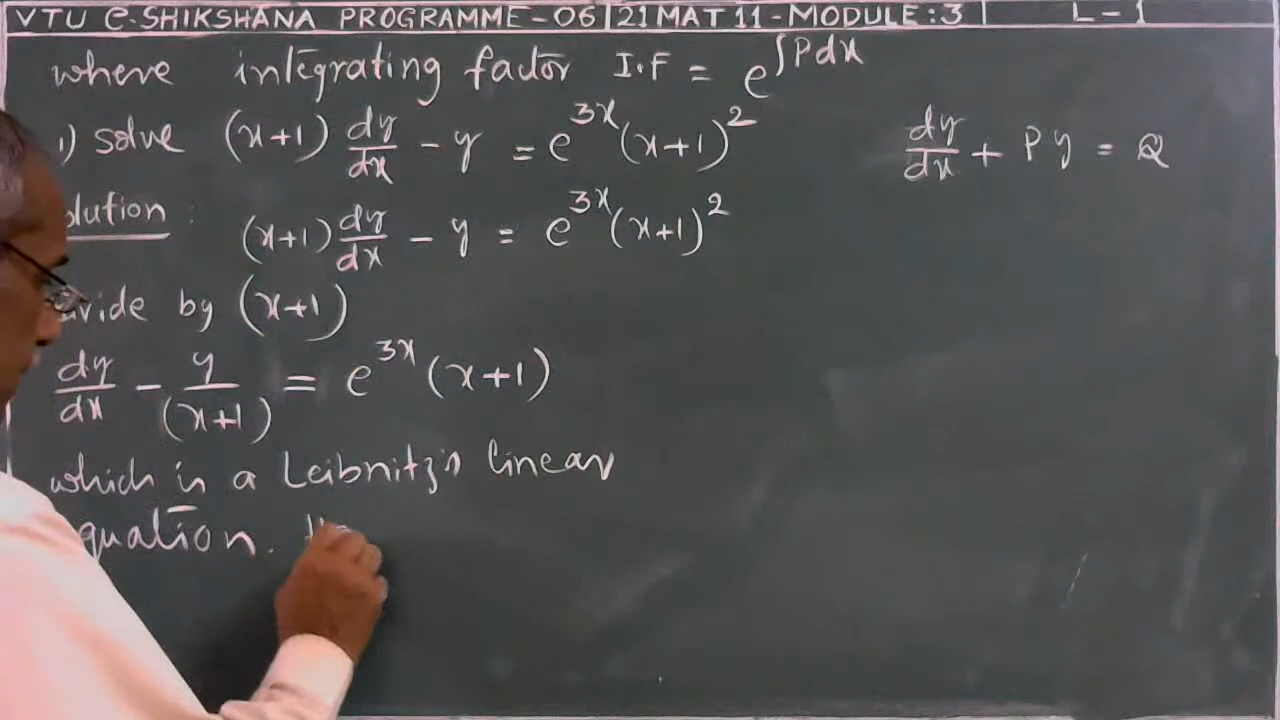 VTU e-SHIKSHANA PROGRAMME-06 | 21MAT11-MODULE:3 | L-1
where integrating factor I.F = e^∫Pdx
1) solve (x+1) dy/dx - y = e^3x (x+1)^2
dy/dx + Py = Q
olution: (x+1) dy/dx - y = e^3x (x+1)^2
vide by (x+1)
dy/dx - y/(x+1) = e^3x (x+1)
which is a Leibnitz's linear
quation.